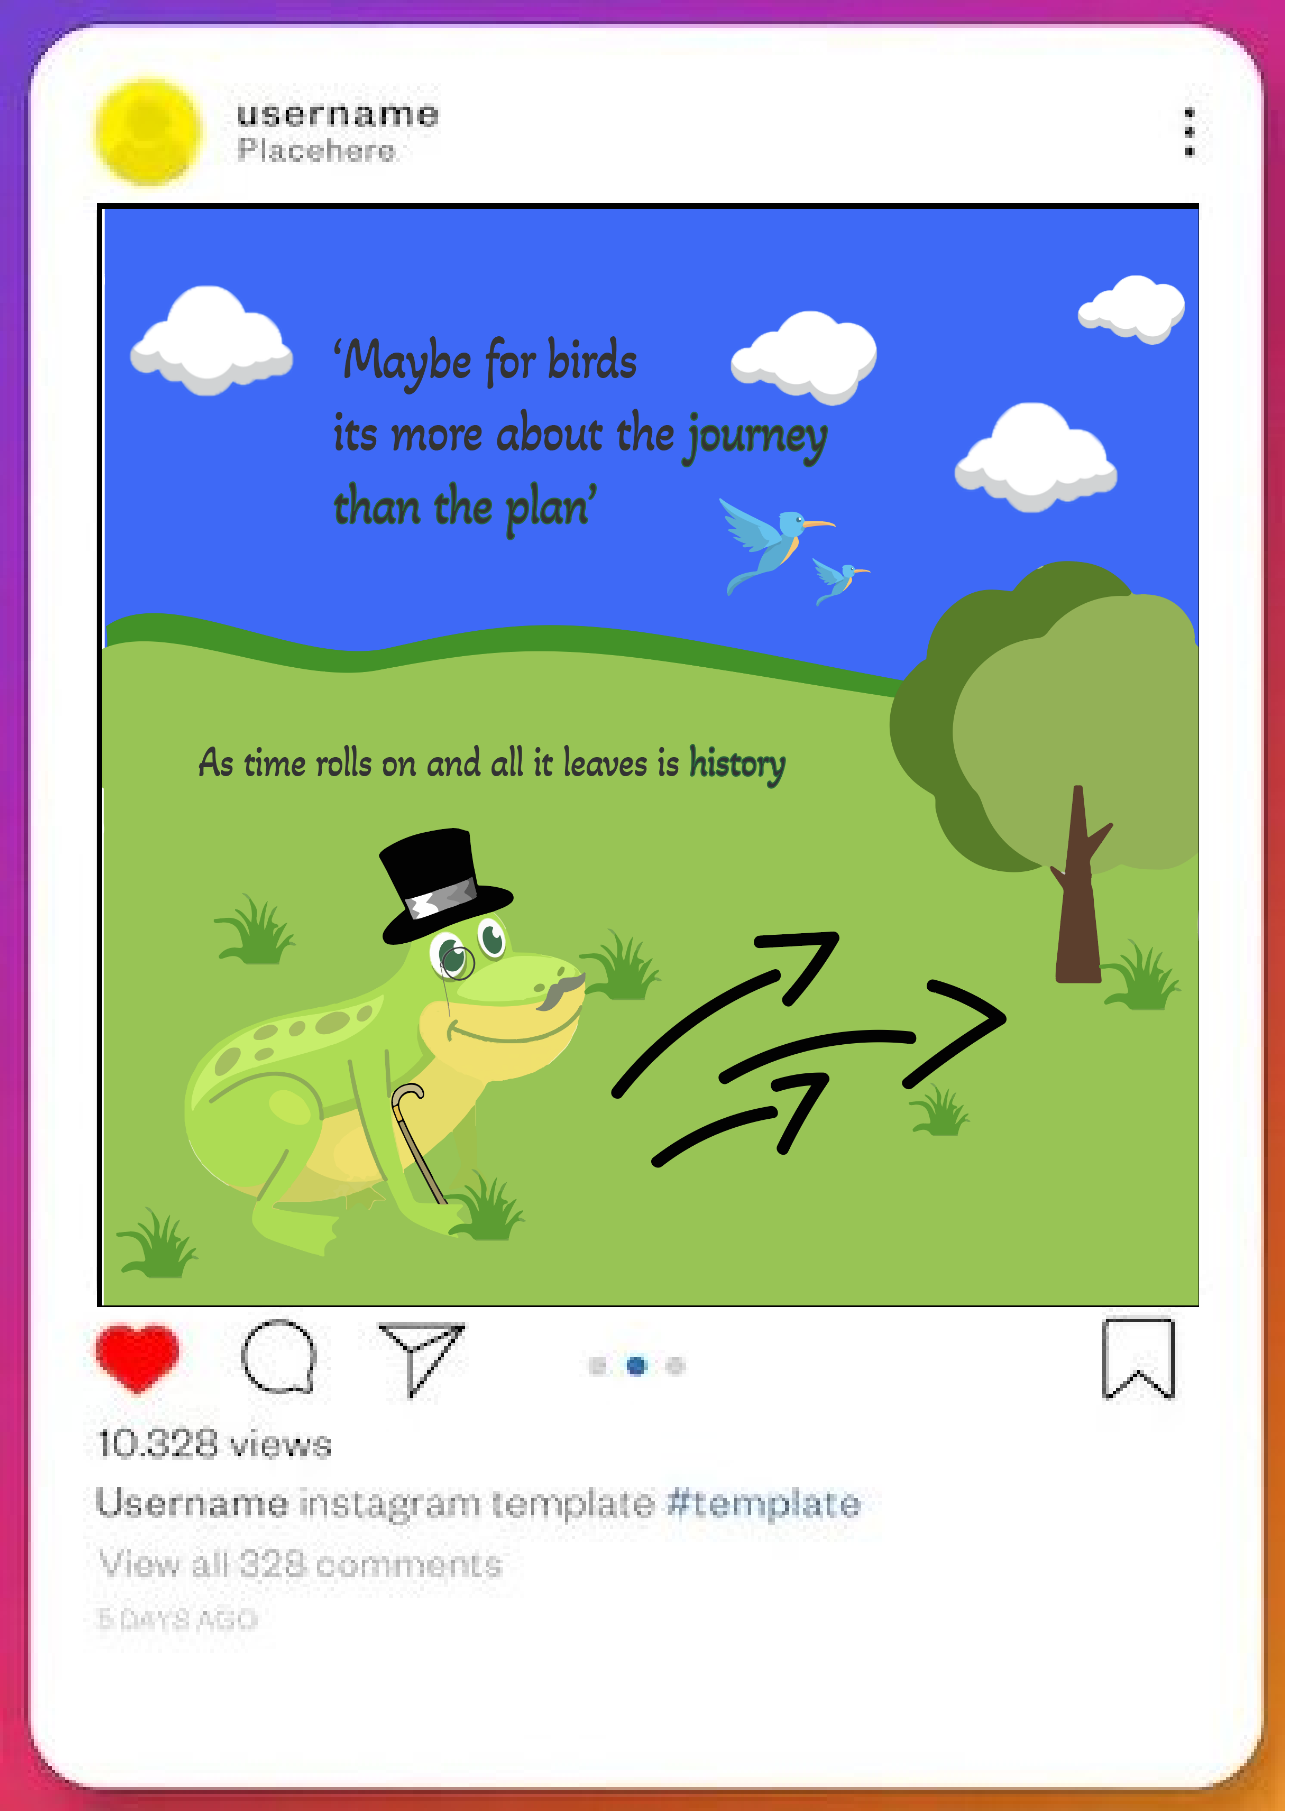 username
Placehere
‘Maybe for birds
its more about the journey
than the plan’
As time rolls on and all it leaves is history
10.328 views
Username instagram template #template
View all 328 comments
5 DAYS AGO